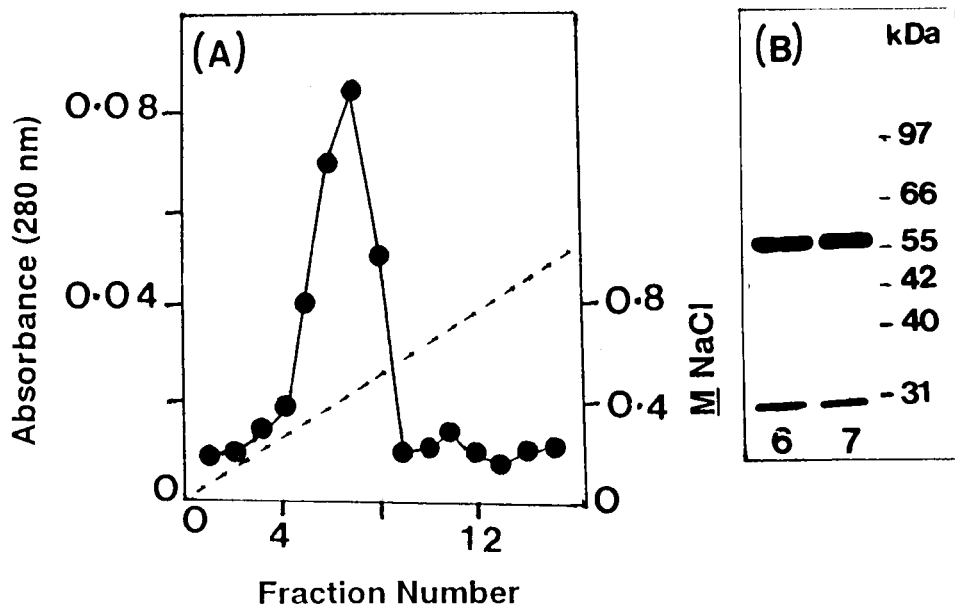 (A)
Absorbance (280 nm)
0·08
0·04
0
0·8
0·4
0
M NaCl
0
4
12
Fraction Number
(B)
kDa
- 97
- 66
- 55
- 42
- 40
- 31
6 7